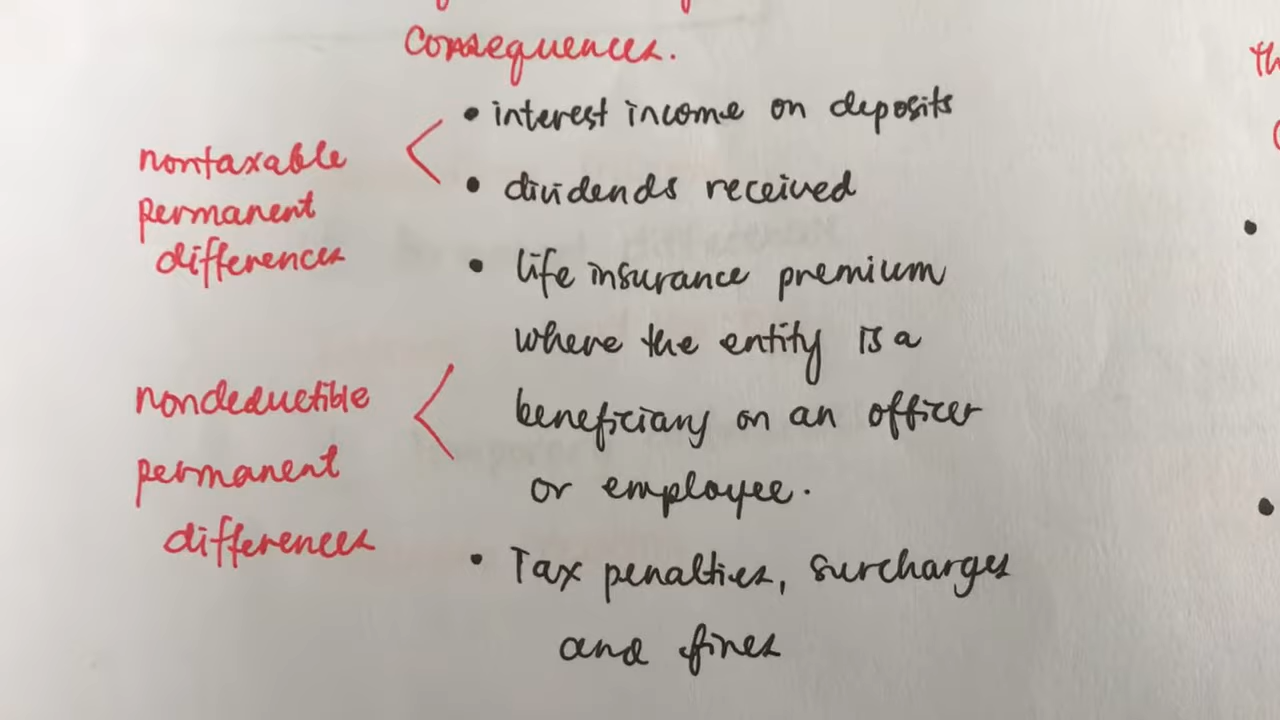 Consequences.
• interest income on deposits
• dividends received
nontaxable
permanent
differences
• life insurance premium
where the entity is a
beneficiary on an officer
or employee.
nondeductible
permanent
differences
• Tax penalties, surcharges
and fines
th